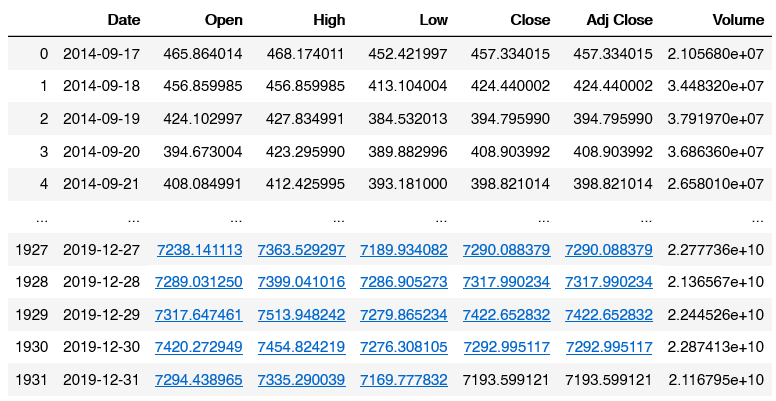 Date Open High Low Close Adj Close Volume
0 2014-09-17 465.864014 468.174011 452.421997 457.334015 457.334015 2.105680e+07
1 2014-09-18 456.859985 456.859985 413.104004 424.440002 424.440002 3.448320e+07
2 2014-09-19 424.102997 427.834991 384.532013 394.795990 394.795990 3.791970e+07
3 2014-09-20 394.673004 423.295990 389.882996 408.903992 408.903992 3.686360e+07
4 2014-09-21 408.084991 412.425995 393.181000 398.821014 398.821014 2.658010e+07
... ... ... ... ... ... ... ...
1927 2019-12-27 7238.141113 7363.529297 7189.934082 7290.088379 7290.088379 2.277736e+10
1928 2019-12-28 7289.031250 7399.041016 7286.905273 7317.990234 7317.990234 2.136567e+10
1929 2019-12-29 7317.647461 7513.948242 7279.865234 7422.652832 7422.652832 2.244526e+10
1930 2019-12-30 7420.272949 7454.824219 7276.308105 7292.995117 7292.995117 2.287413e+10
1931 2019-12-31 7294.438965 7335.290039 7169.777832 7193.599121 7193.599121 2.116795e+10